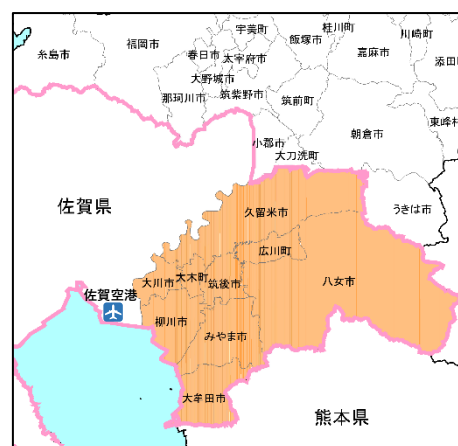 宇美町
桂川町
川崎町
糸島市
福岡市
春日市
太宰府市
飯塚市
嘉麻市
添田
大野城市
那珂川市
筑紫野市
筑前町
東峰村
朝倉市
小郡市
大刀洗町
佐賀県
久留米市
うきは市
広川町
大川市
大木町
筑後市
八女市
佐賀空港
柳川市
みやま市
大牟田市
熊本県